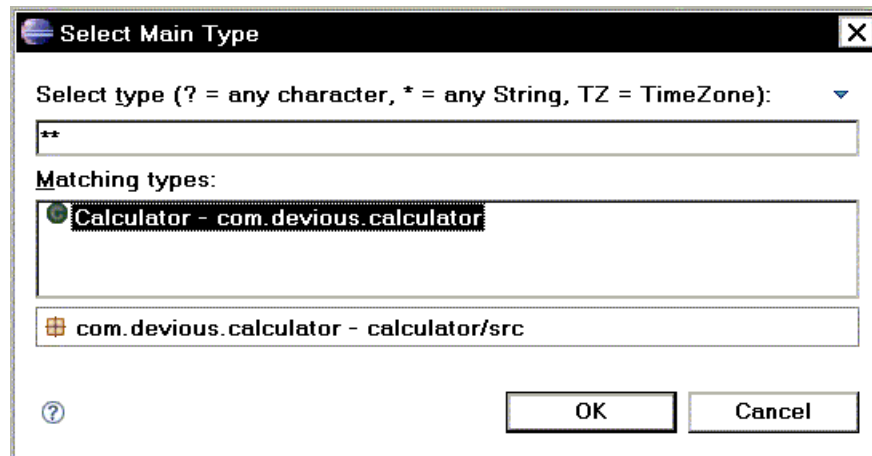 Select Main Type
Select type (? = any character, * = any String, TZ = TimeZone):
**
Matching types:
Calculator - com.devious.calculator
com.devious.calculator - calculator/src
OK Cancel